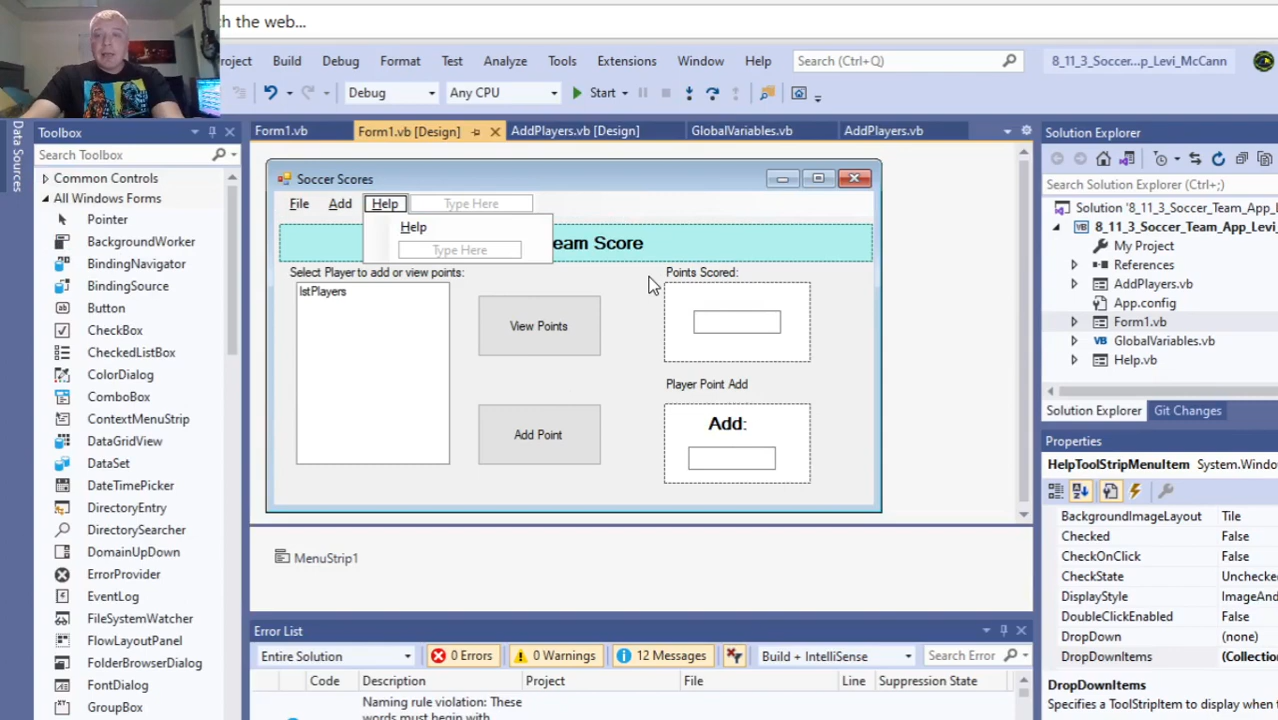 ch the web...
roject Build Debug Format Test Analyze Tools Extensions Window Help Search (Ctrl+Q) 8_11_3_Soccer...p_Levi_McCann
Debug Any CPU Start
Data Sources
Toolbox
Search Toolbox
Common Controls
All Windows Forms
Pointer
BackgroundWorker
BindingNavigator
BindingSource
Button
CheckBox
CheckedListBox
ColorDialog
ComboBox
ContextMenuStrip
DataGridView
DataSet
DateTimePicker
DirectoryEntry
DirectorySearcher
DomainUpDown
ErrorProvider
EventLog
FileSystemWatcher
FlowLayoutPanel
FolderBrowserDialog
FontDialog
GroupBox
Form1.vb Form1.vb [Design] AddPlayers.vb [Design] GlobalVariables.vb AddPlayers.vb
Soccer Scores
File Add Help Type Here
Help
Type Here
eam Score
Select Player to add or view points:
lstPlayers
View Points
Add Point
Points Scored:
Player Point Add
Add:
MenuStrip1
Error List
Entire Solution 0 Errors 0 Warnings 12 Messages Build + IntelliSense Search Error
Code Description Project File Line Suppression State
Naming rule violation: These
words must begin with
Solution Explorer
Search Solution Explorer (Ctrl+;)
Solution '8_11_3_Soccer_Team_App_L
8_11_3_Soccer_Team_App_Levi
My Project
References
AddPlayers.vb
App.config
Form1.vb
GlobalVariables.vb
Help.vb
Solution Explorer Git Changes
Properties
HelpToolStripMenuItem System.Windo
BackgroundImageLayout Tile
Checked False
CheckOnClick False
CheckState Unchecke
DisplayStyle ImageAnd
DoubleClickEnabled False
DropDown (none)
DropDownItems (Collectio
DropDownItems
Specifies a ToolStripItem to display when t